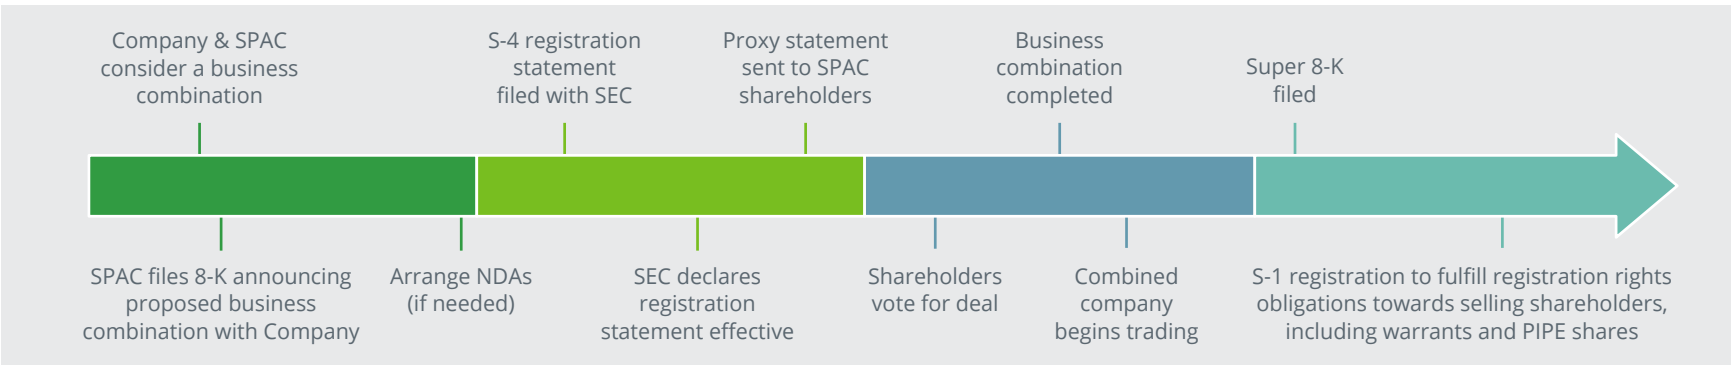 Company & SPAC
consider a business
combination
S-4 registration
statement
filed with SEC
Proxy statement
sent to SPAC
shareholders
Business
combination
completed
Super 8-K
filed
SPAC files 8-K announcing
proposed business
combination with Company
Arrange NDAs
(if needed)
SEC declares
registration
statement effective
Shareholders
vote for deal
Combined
company
begins trading
S-1 registration to fulfill registration rights
obligations towards selling shareholders,
including warrants and PIPE shares